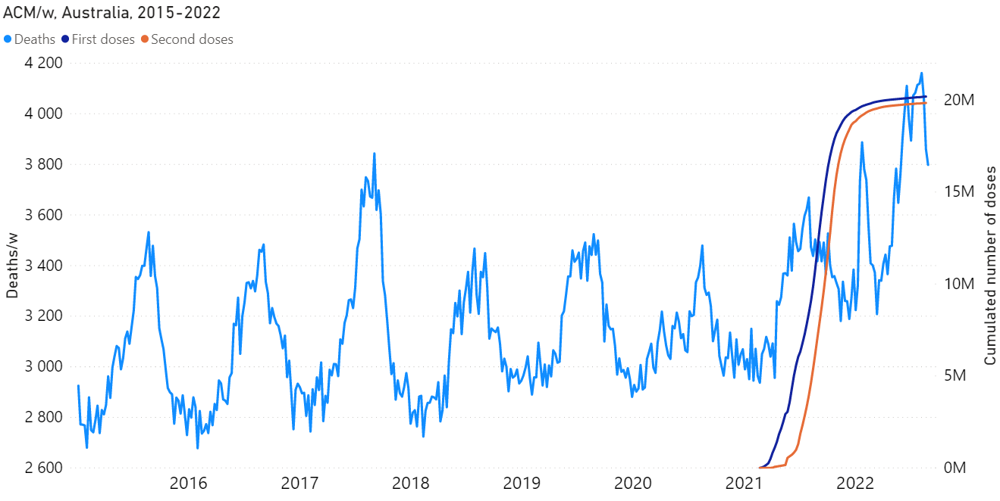 ACM/w, Australia, 2015-2022
Deaths First doses Second doses
4 200
4 000
3 800
3 600
3 400
3 200
3 000
2 800
2 600
Deaths/w
20M
15M
10M
5M
0M
Cumulated number of doses
2016 2017 2018 2019 2020 2021 2022